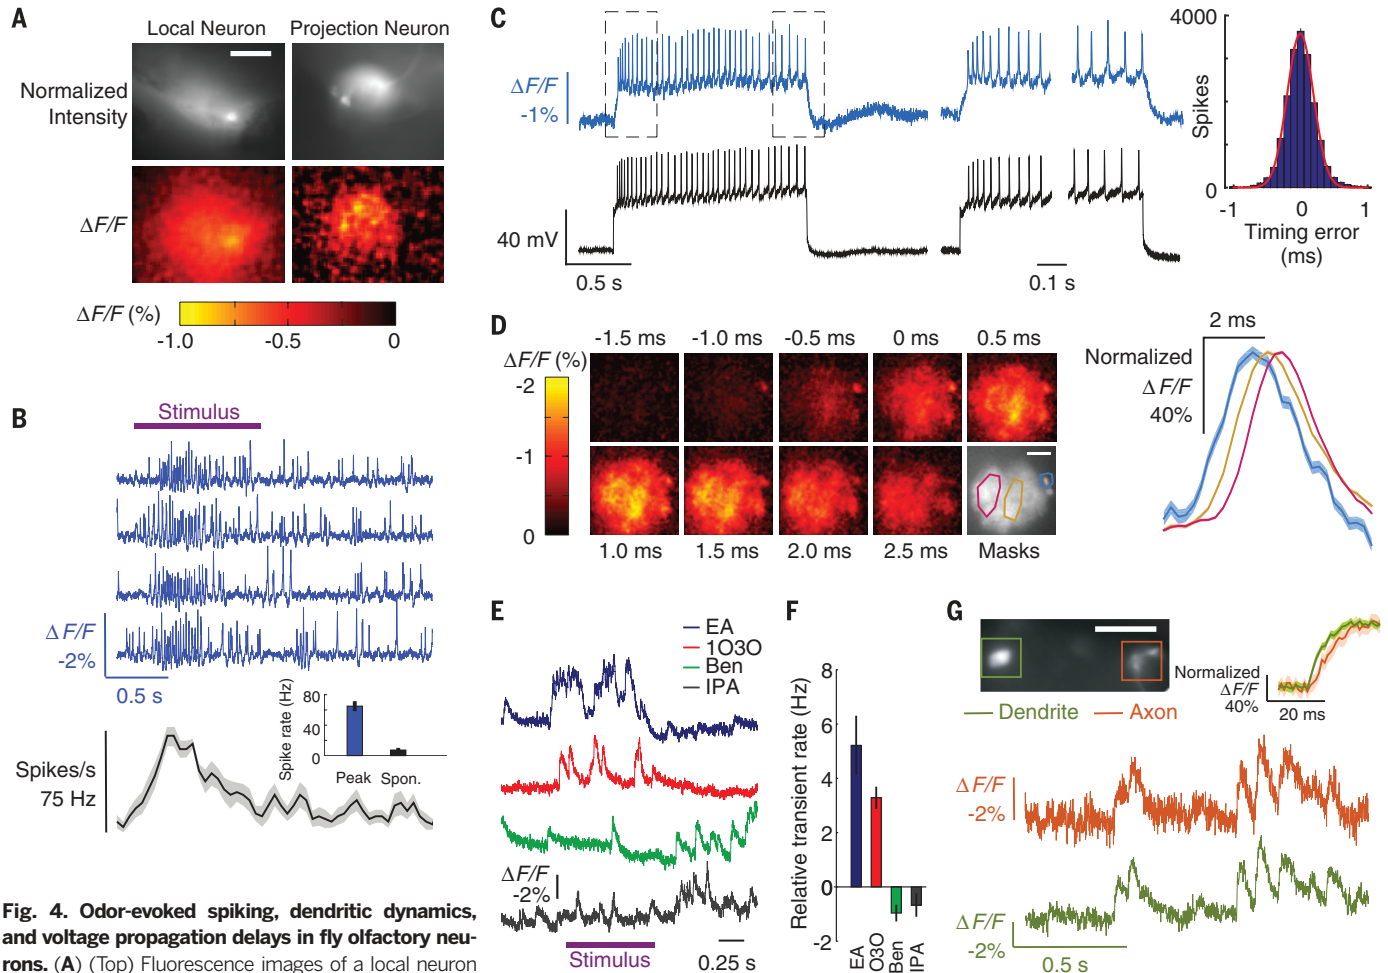 A
Local Neuron
Projection Neuron
Normalized
Intensity
ΔF/F
ΔF/F (%)
-1.0
-0.5
0
B
Stimulus
ΔF/F
-2%
0.5 s
Spike rate (Hz)
80
40
0
Peak
Spon.
Spikes/s
75 Hz
C
ΔF/F
-1%
40 mV
0.5 s
0.1 s
4000
Spikes
0
-1
0
1
Timing error
(ms)
D
ΔF/F (%)
-2
-1
0
-1.5 ms
-1.0 ms
-0.5 ms
0 ms
0.5 ms
1.0 ms
1.5 ms
2.0 ms
2.5 ms
Masks
2 ms
Normalized
ΔF/F
40%
E
EA
1O3O
Ben
IPA
ΔF/F
-2%
Stimulus
0.25 s
F
Relative transient rate (Hz)
8
6
4
2
0
-2
EA
O3O
Ben
IPA
G
Normalized
ΔF/F
40%
20 ms
Dendrite
Axon
ΔF/F
-2%
ΔF/F
-2%
0.5 s
Fig. 4. Odor-evoked spiking, dendritic dynamics,
and voltage propagation delays in fly olfactory neu-
rons. (A) (Top) Fluorescence images of a local neuron